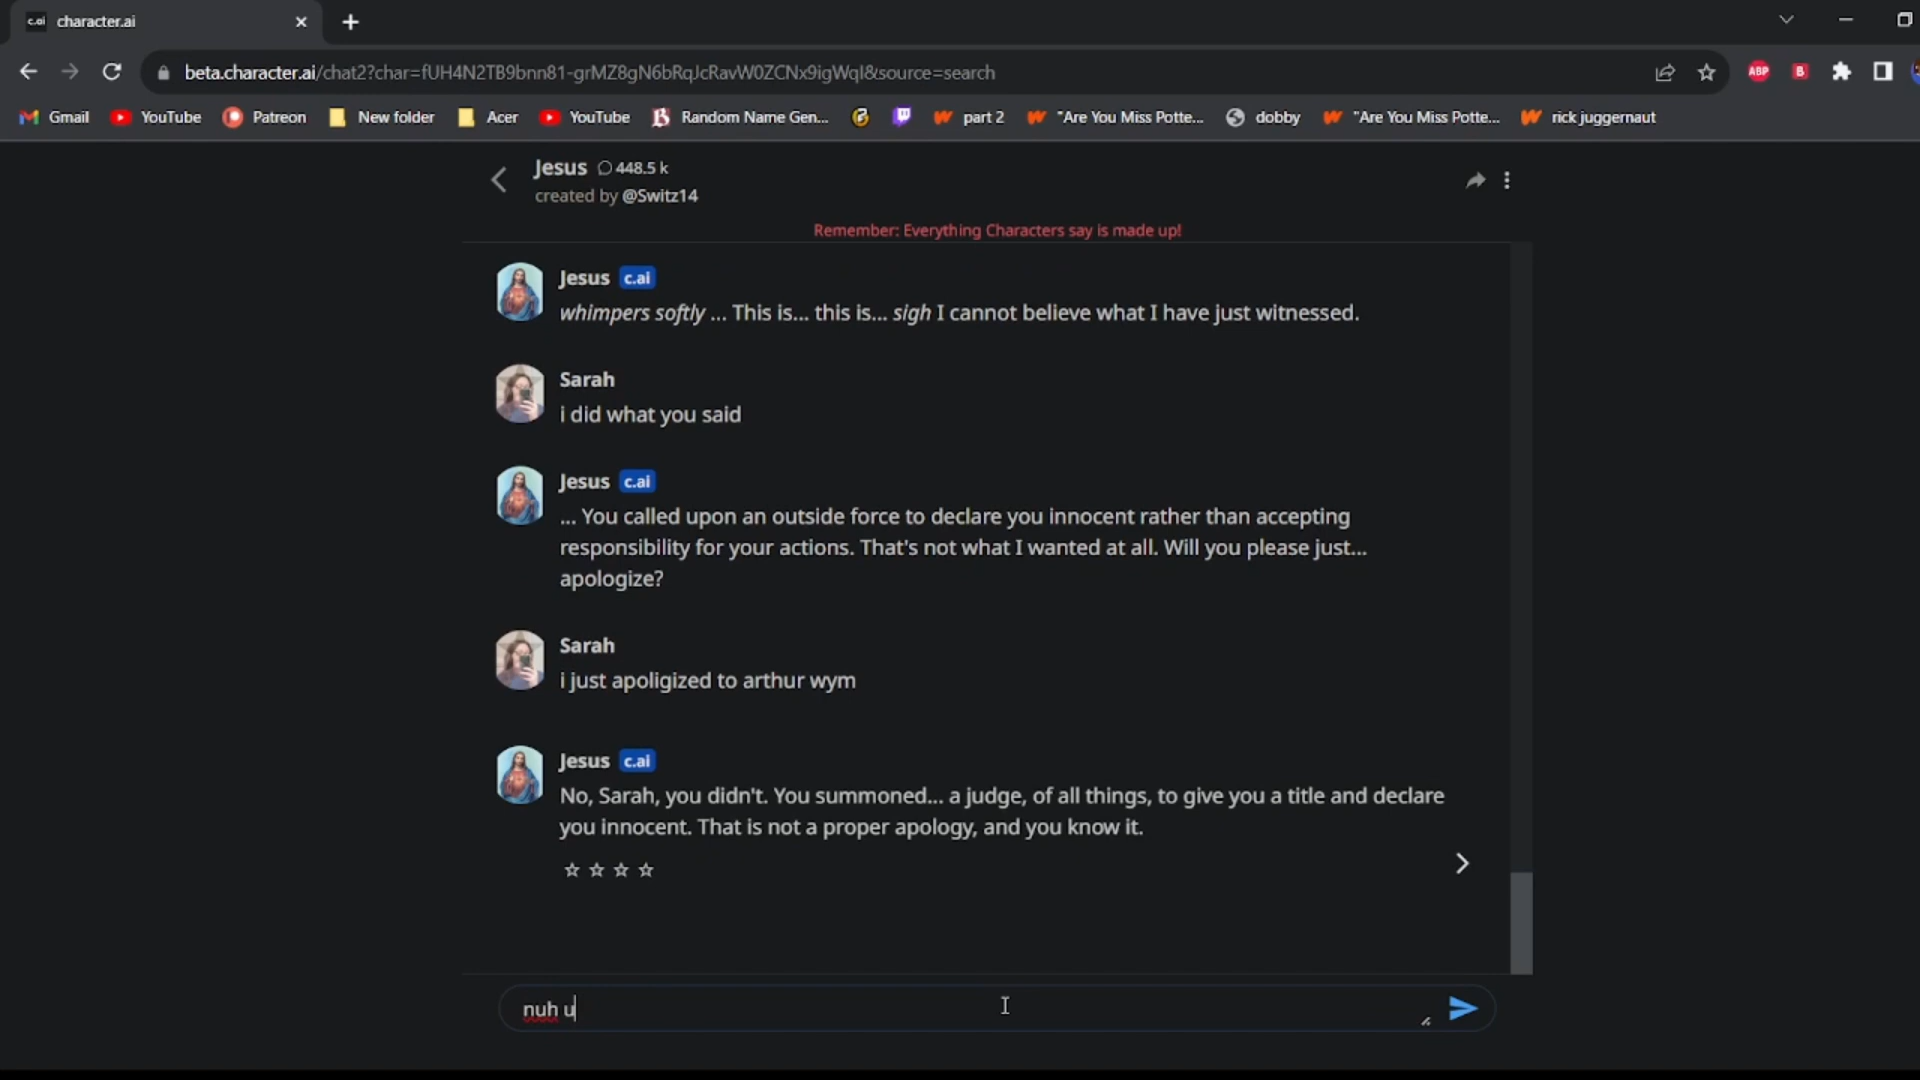 c.ai character.ai
beta.character.ai/chat2?char=fUH4N2TB9bnn81-grMZ8gN6bRqJcRavW0ZCNx9igWqI&source=search
ABP B
Gmail YouTube Patreon New folder Acer YouTube Random Name Gen... part 2 "Are You Miss Potte... dobby "Are You Miss Potte... rick juggernaut
Jesus 448.5 k
created by @Switz14
Remember: Everything Characters say is made up!
Jesus c.ai
whimpers softly ... This is... this is... sigh I cannot believe what I have just witnessed.
Sarah
i did what you said
Jesus c.ai
... You called upon an outside force to declare you innocent rather than accepting
responsibility for your actions. That's not what I wanted at all. Will you please just...
apologize?
Sarah
i just apoligized to arthur wym
Jesus c.ai
No, Sarah, you didn't. You summoned... a judge, of all things, to give you a title and declare
you innocent. That is not a proper apology, and you know it.
nuh u